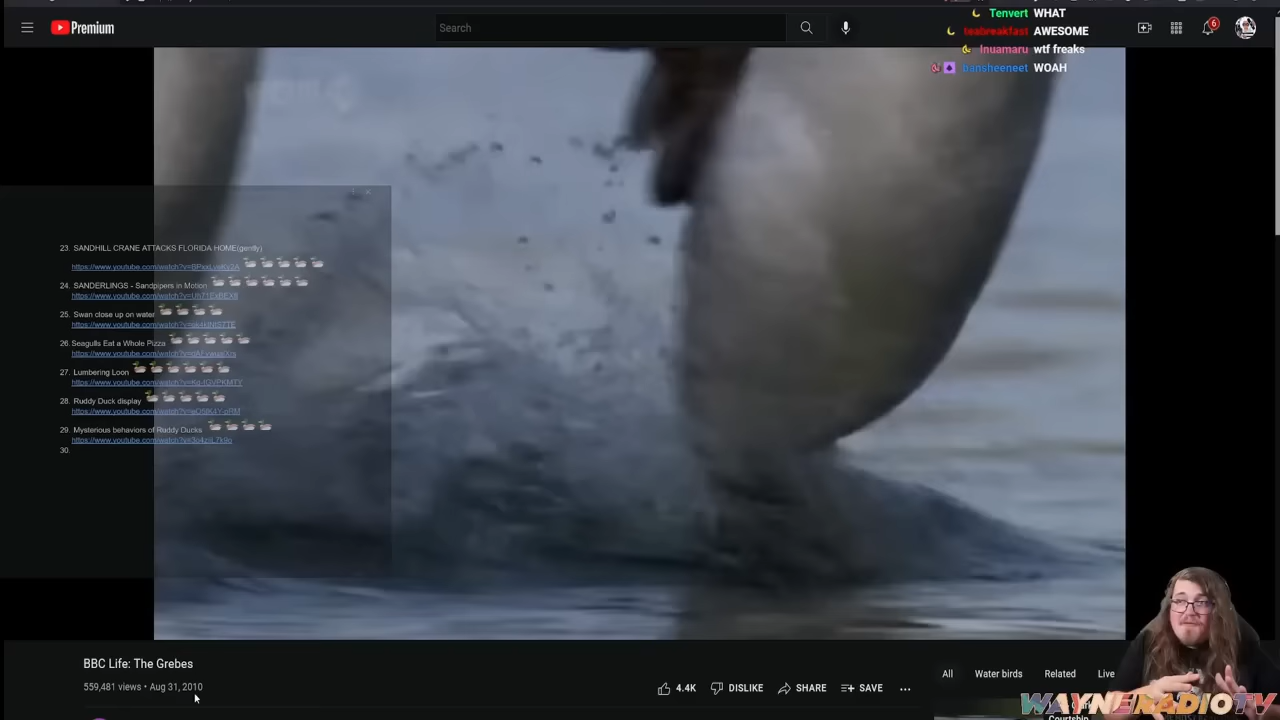 Premium
Search
6
Tenvert WHAT
teabreakfast AWESOME
Inuamaru wtf freaks
bansheeneet WOAH
23. SANDHILL CRANE ATTACKS FLORIDA HOME(gently)
24. SANDERLINGS - Sandpipers in Motion
25. Swan close up on water
26. Seagulls Eat a Whole Pizza
27. Lumbering Loon
28. Ruddy Duck display
29. Mysterious behaviors of Ruddy Ducks
30.
BBC Life: The Grebes
559,481 views • Aug 31, 2010
4.4K DISLIKE SHARE SAVE
All Water birds Related Live
WAYNERADIOTV